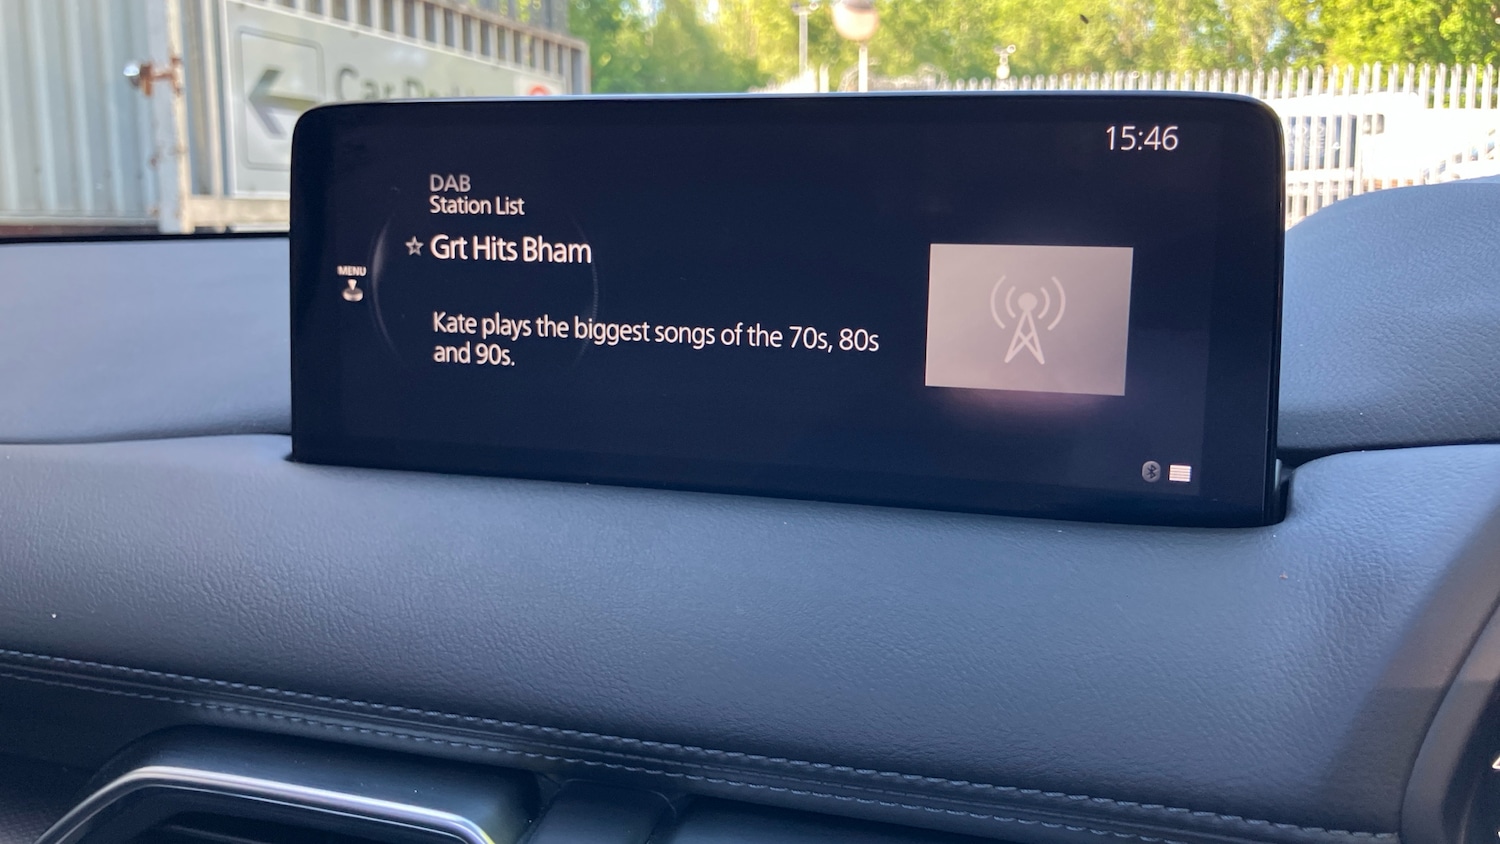 Car
15:46
DAB
Station List
Grt Hits Bham
MENU
Kate plays the biggest songs of the 70s, 80s
and 90s.